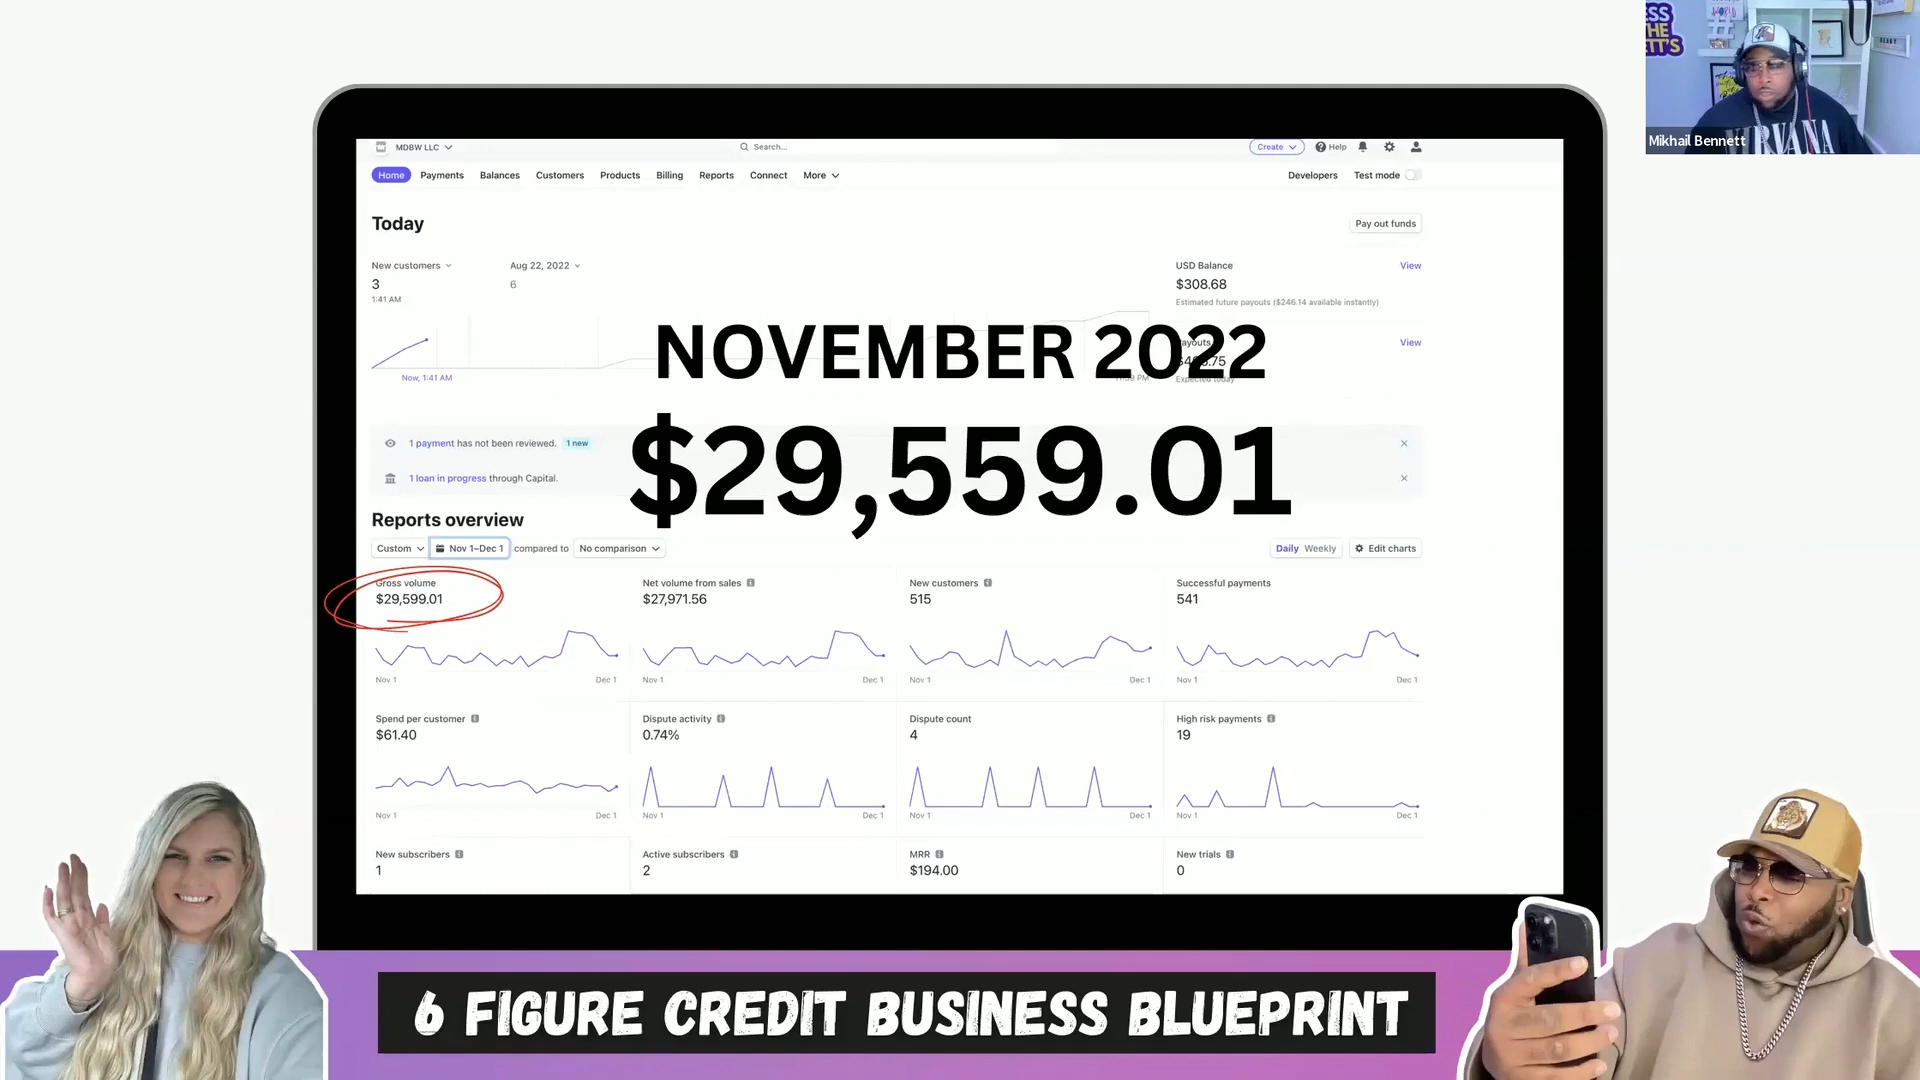 ESS
THE
TT'S
Mikhail Bennett
NIRVANA
MDBW LLC
Search...
Create
Help
Home Payments Balances Customers Products Billing Reports Connect More
Developers Test mode
Today
Pay out funds
New customers
3
1:41 AM
Aug 22, 2022
6
USD Balance
View
$308.68
Estimated future payouts ($246.14 available instantly)
NOVEMBER 2022
View
Expected today
Now, 1:41 AM
$29,559.01
1 payment has not been reviewed. 1 new
1 loan in progress through Capital.
Reports overview
Custom Nov 1–Dec 1 compared to No comparison
Daily Weekly Edit charts
Gross volume
$29,599.01
Nov 1 Dec 1
Net volume from sales
$27,971.56
Nov 1 Dec 1
New customers
515
Nov 1 Dec 1
Successful payments
541
Nov 1 Dec 1
Spend per customer
$61.40
Nov 1 Dec 1
Dispute activity
0.74%
Nov 1 Dec 1
Dispute count
4
Nov 1 Dec 1
High risk payments
19
Nov 1 Dec 1
New subscribers
1
Active subscribers
2
MRR
$194.00
New trials
0
6 FIGURE CREDIT BUSINESS BLUEPRINT